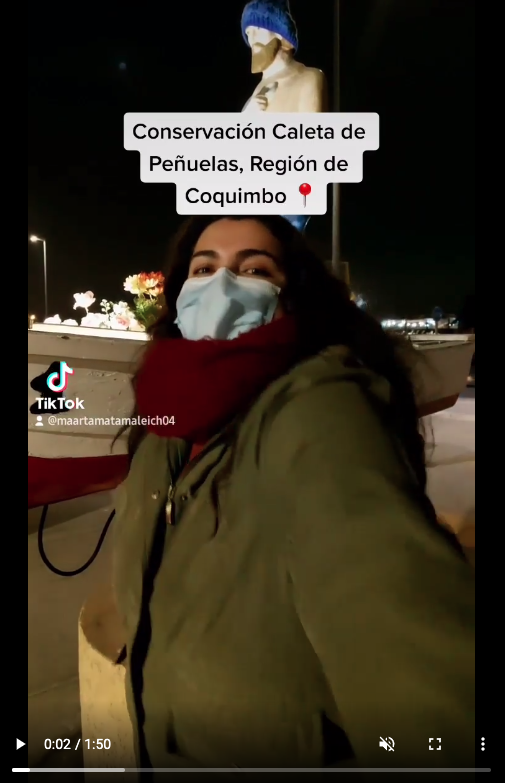 Conservación Caleta de
Peñuelas, Región de
Coquimbo📍
TikTok
@maartamatamaleich04
0:02 / 1:50